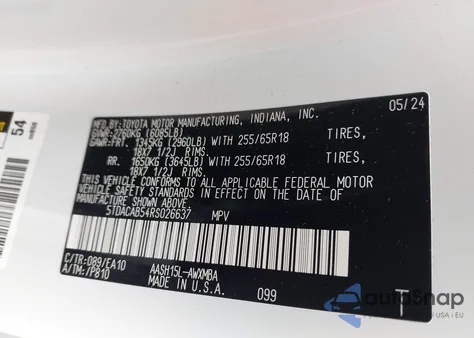 MFD.BY:TOYOTA MOTOR MANUFACTURING, INDIANA, INC. 05/24
GVWR:2760KG (6085LB)
GAWR:FRT. 1345KG (2960LB) WITH 255/65R18 TIRES,
18X7 1/2J RIMS,
RR. 1650KG (3645LB) WITH 255/65R18 TIRES,
18X7 1/2J RIMS,
THIS VEHICLE CONFORMS TO ALL APPLICABLE FEDERAL MOTOR
VEHICLE SAFETY STANDARDS IN EFFECT ON THE DATE OF
MANUFACTURE SHOWN ABOVE.
5TDACAB54RS026637 MPV
C/TR:089/EA10 AASH15L-AWXMBA
A/TM:/P810 MADE IN U.S.A. 099 T
54
autoSnap